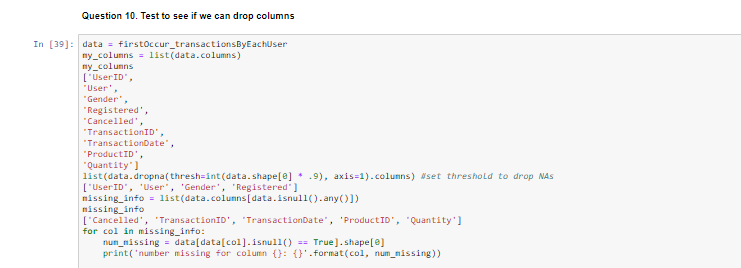 Question 10. Test to see if we can drop columns
In [39]: data = firstOccur_transactionsByEachUser
my_columns = list(data.columns)
my_columns
['UserID',
'User',
'Gender',
'Registered',
'Cancelled',
'TransactionID',
'TransactionDate',
'ProductID',
'Quantity']
list(data.dropna(thresh=int(data.shape[0] * .9), axis=1).columns) #set threshold to drop NAs
['UserID', 'User', 'Gender', 'Registered']
missing_info = list(data.columns[data.isnull().any()])
missing_info
['Cancelled', 'TransactionID', 'TransactionDate', 'ProductID', 'Quantity']
for col in missing_info:
    num_missing = data[data[col].isnull() == True].shape[0]
    print('number missing for column {}: {}'.format(col, num_missing))